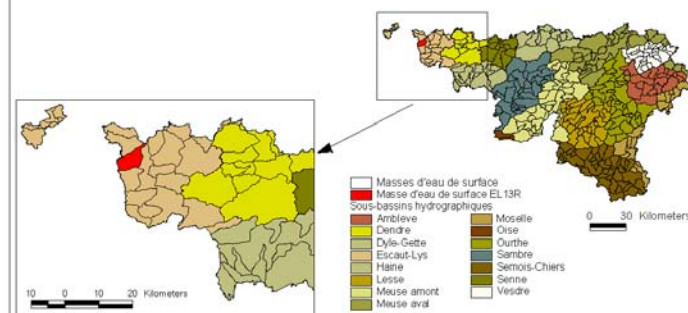 Masses d'eau de surface
Masse d'eau de surface EL13R
Sous-bassins hydrographiques
Amblève
Dendre
Dyle-Gette
Escaut-Lys
Haine
Lesse
Meuse amont
Meuse aval
Moselle
Oise
Ourthe
Sambre
Semois-Chiers
Senne
Vesdre
0 30 Kilometers
10 0 10 20 Kilometers